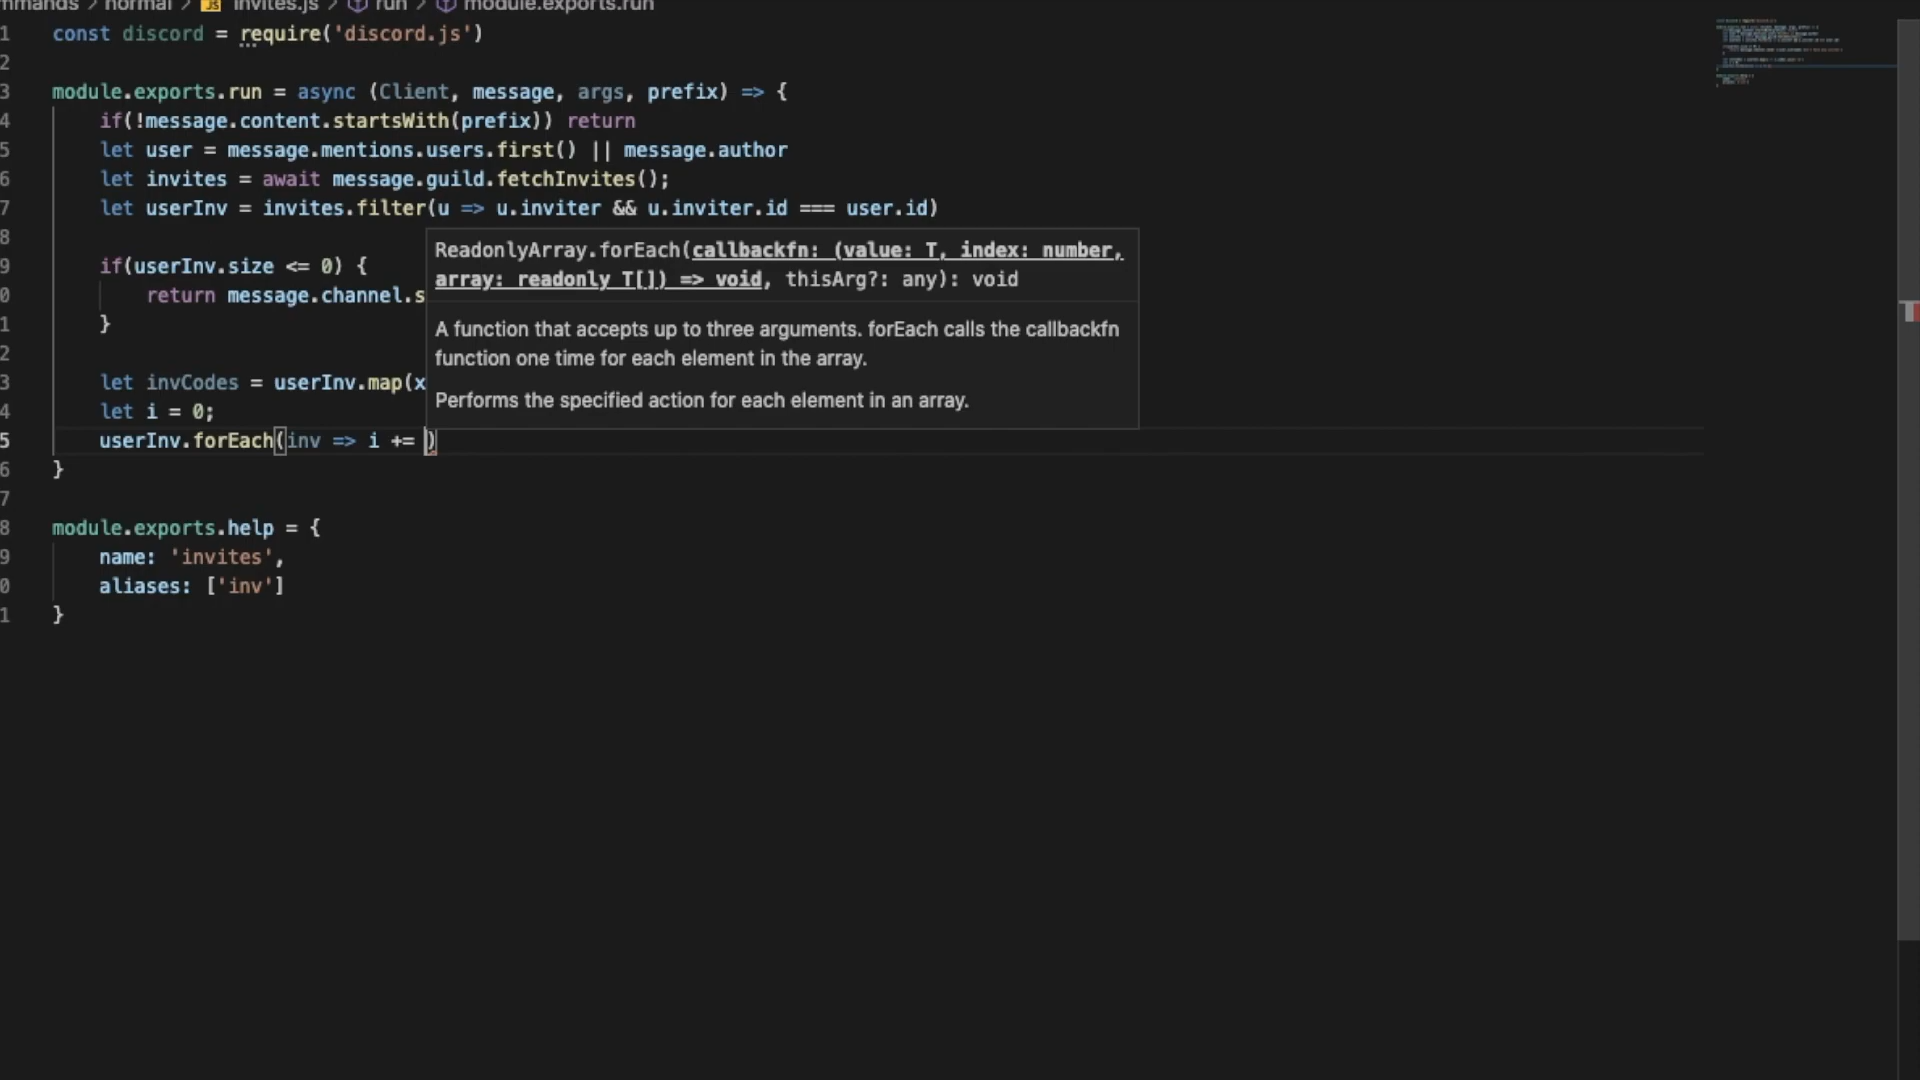 normal > JS invites.js > run > module.exports.run
1 const discord = require('discord.js')
2
3 module.exports.run = async (Client, message, args, prefix) => {
4 if(!message.content.startsWith(prefix)) return
5 let user = message.mentions.users.first() || message.author
6 let invites = await message.guild.fetchInvites();
7 let userInv = invites.filter(u => u.inviter && u.inviter.id === user.id)
8
9 if(userInv.size <= 0) {
0 return message.channel.s
1 }
2
3 let invCodes = userInv.map(x
4 let i = 0;
5 userInv.forEach(inv => i += )
6 }
7
8 module.exports.help = {
9 name: 'invites',
0 aliases: ['inv']
1 }
ReadonlyArray.forEach(callbackfn: (value: T, index: number,
array: readonly T[]) => void, thisArg?: any): void
A function that accepts up to three arguments. forEach calls the callbackfn
function one time for each element in the array.
Performs the specified action for each element in an array.